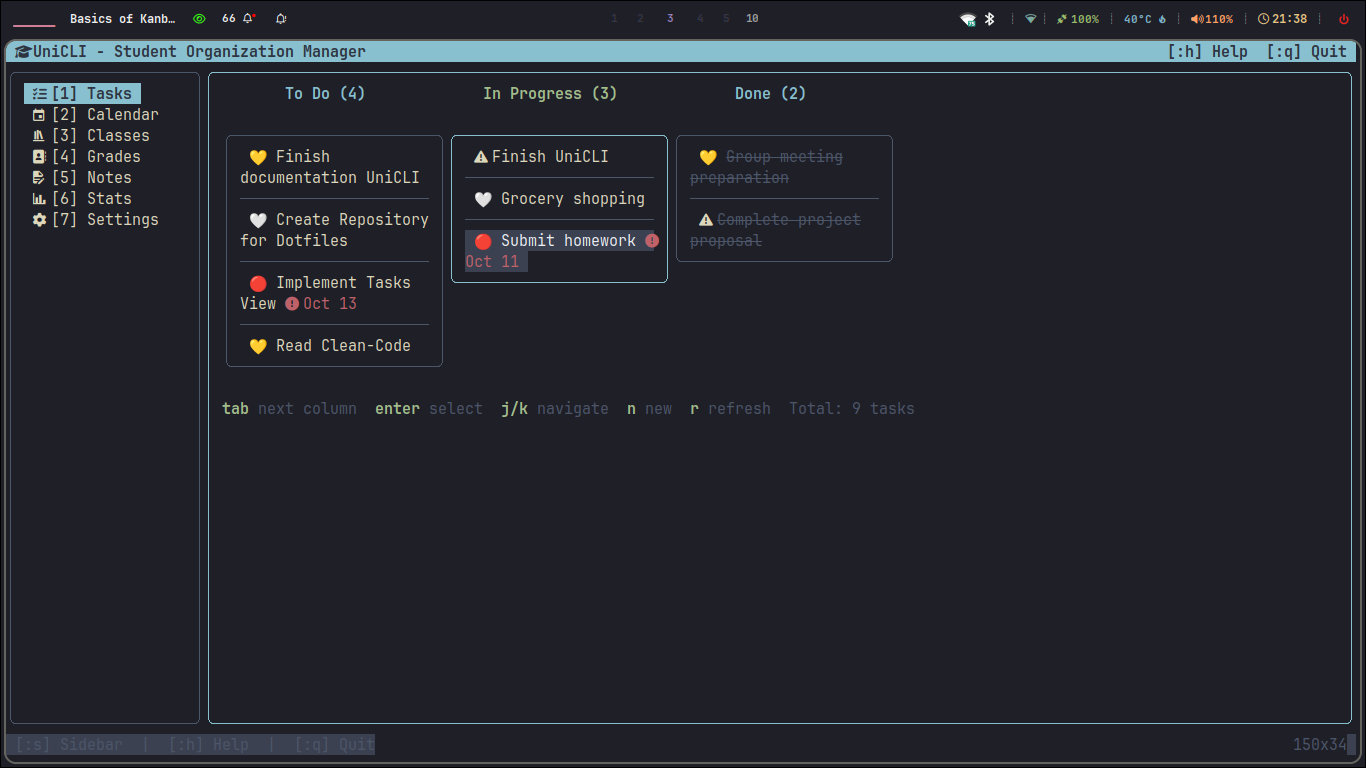 Basics of Kanb… 66
1 2 3 4 5 10
100% 40°C 110% 21:38
UniCLI - Student Organization Manager
[:h] Help [:q] Quit
[1] Tasks
[2] Calendar
[3] Classes
[4] Grades
[5] Notes
[6] Stats
[7] Settings
To Do (4)
Finish
documentation UniCLI
Create Repository
for Dotfiles
Implement Tasks
View Oct 13
Read Clean-Code
In Progress (3)
Finish UniCLI
Grocery shopping
Submit homework
Oct 11
Done (2)
Group meeting
preparation
Complete project
proposal
tab next column enter select j/k navigate n new r refresh Total: 9 tasks
[:s] Sidebar | [:h] Help | [:q] Quit
150x34